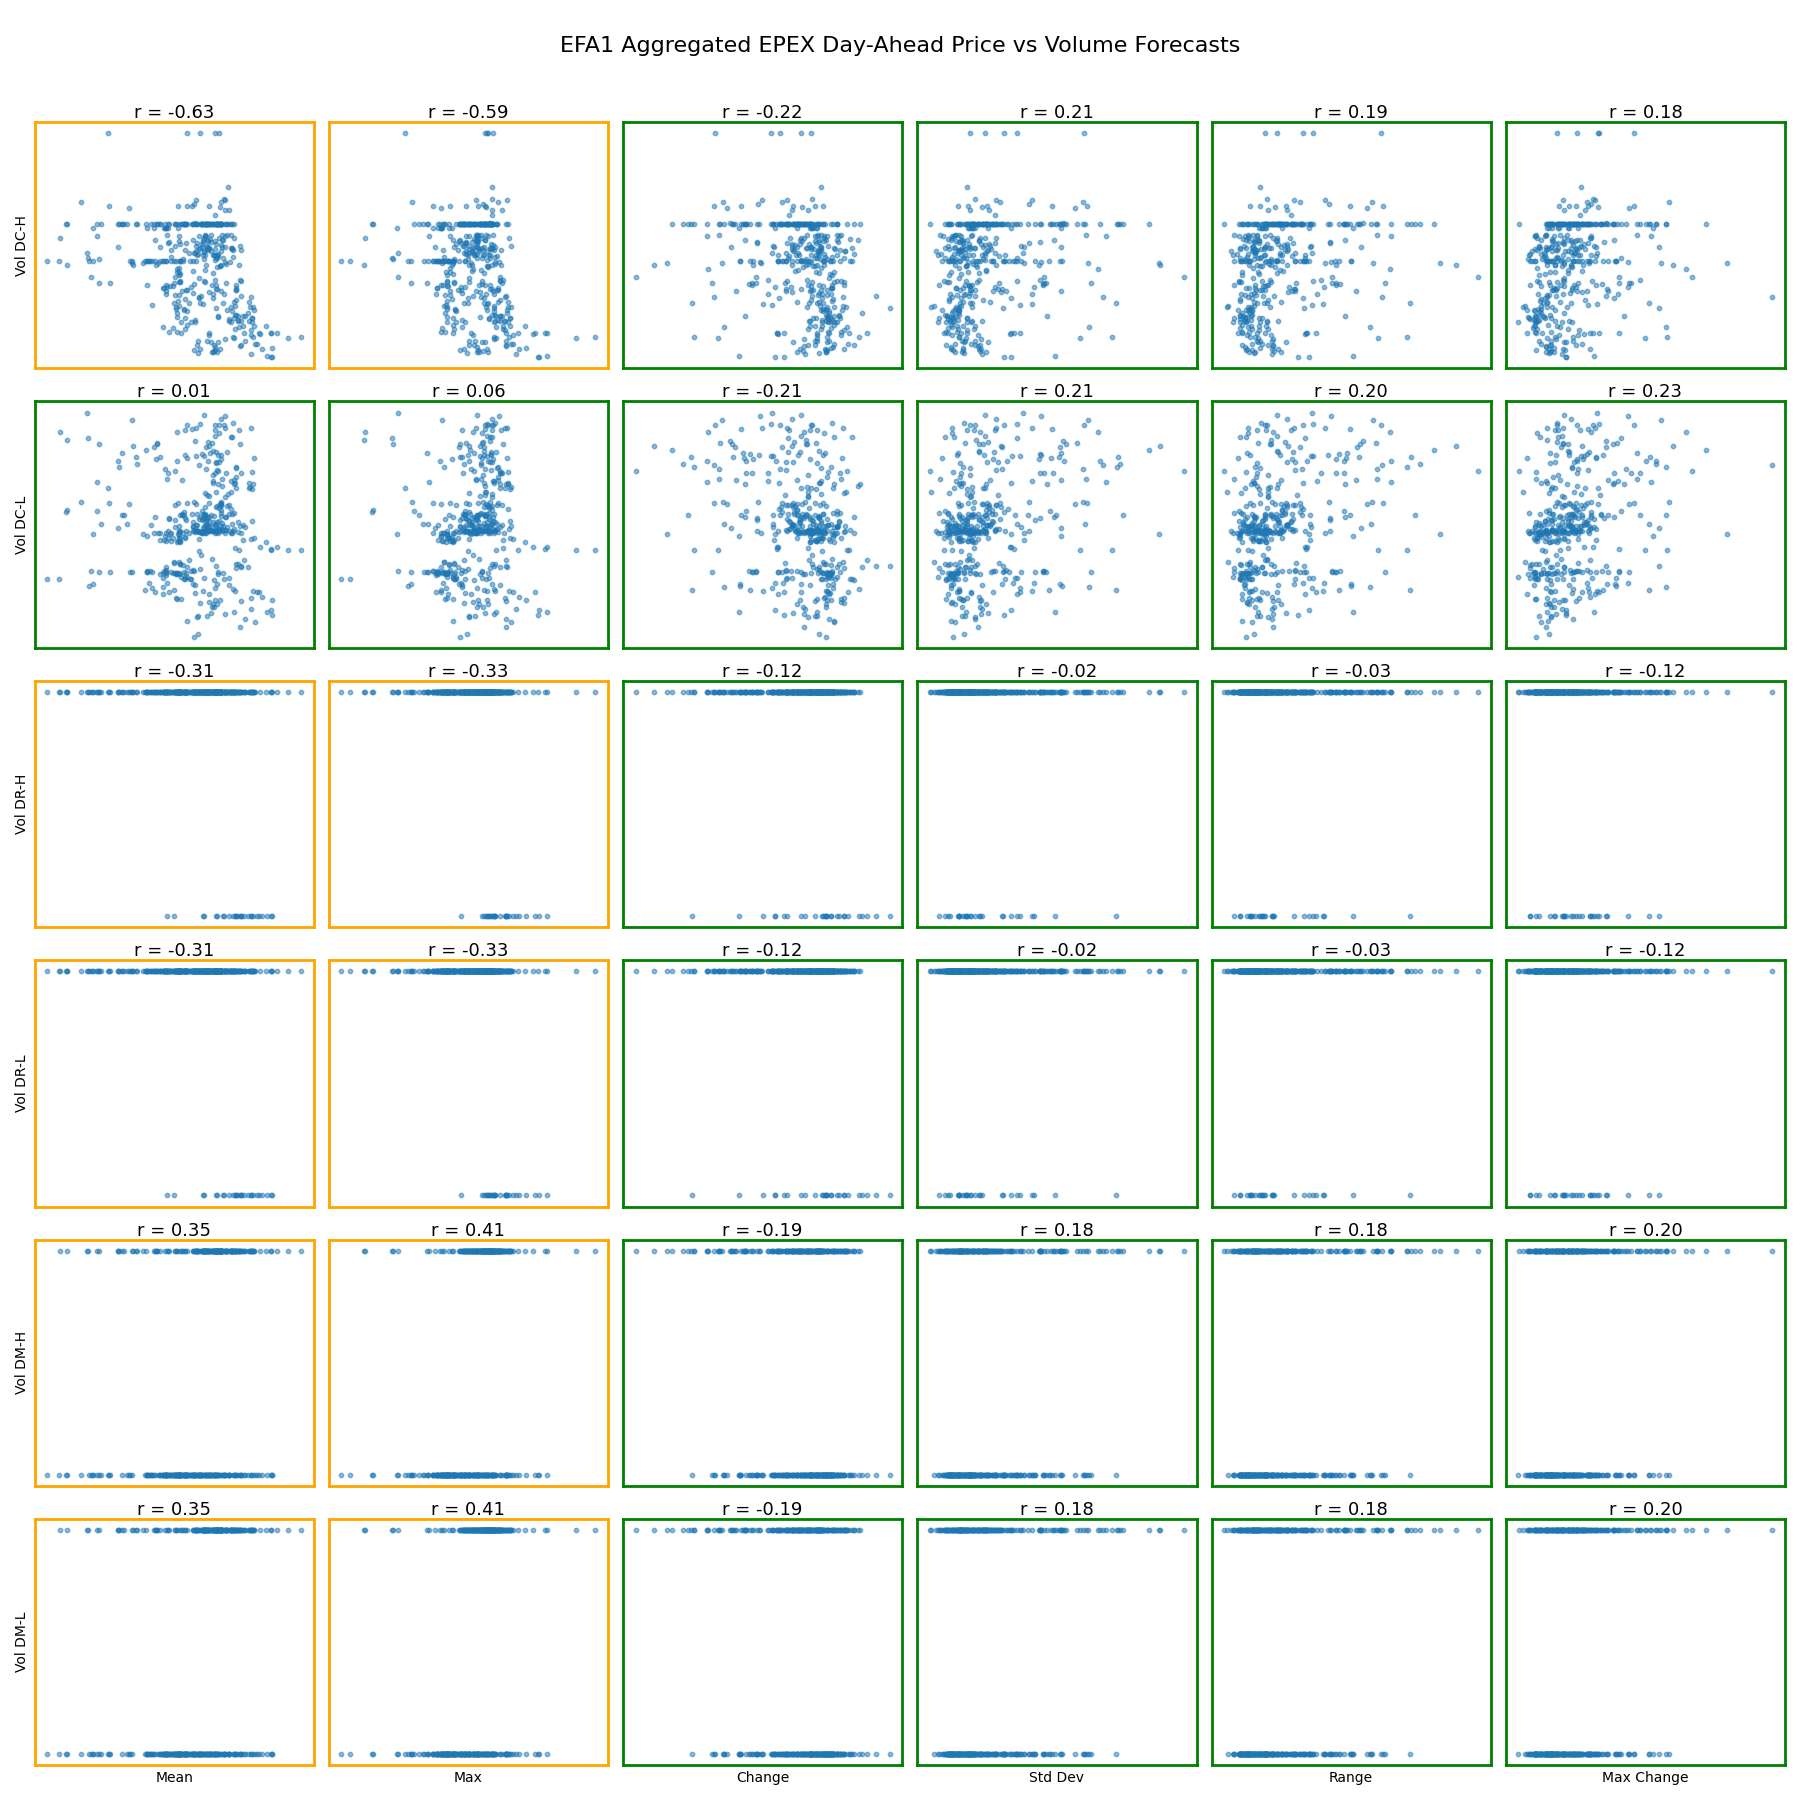 EFA1 Aggregated EPEX Day-Ahead Price vs Volume Forecasts
r = -0.63 r = -0.59 r = -0.22 r = 0.21 r = 0.19 r = 0.18
Vol DC-H
r = 0.01 r = 0.06 r = -0.21 r = 0.21 r = 0.20 r = 0.23
Vol DC-L
r = -0.31 r = -0.33 r = -0.12 r = -0.02 r = -0.03 r = -0.12
Vol DR-H
r = -0.31 r = -0.33 r = -0.12 r = -0.02 r = -0.03 r = -0.12
Vol DR-L
r = 0.35 r = 0.41 r = -0.19 r = 0.18 r = 0.18 r = 0.20
Vol DM-H
r = 0.35 r = 0.41 r = -0.19 r = 0.18 r = 0.18 r = 0.20
Vol DM-L
Mean Max Change Std Dev Range Max Change